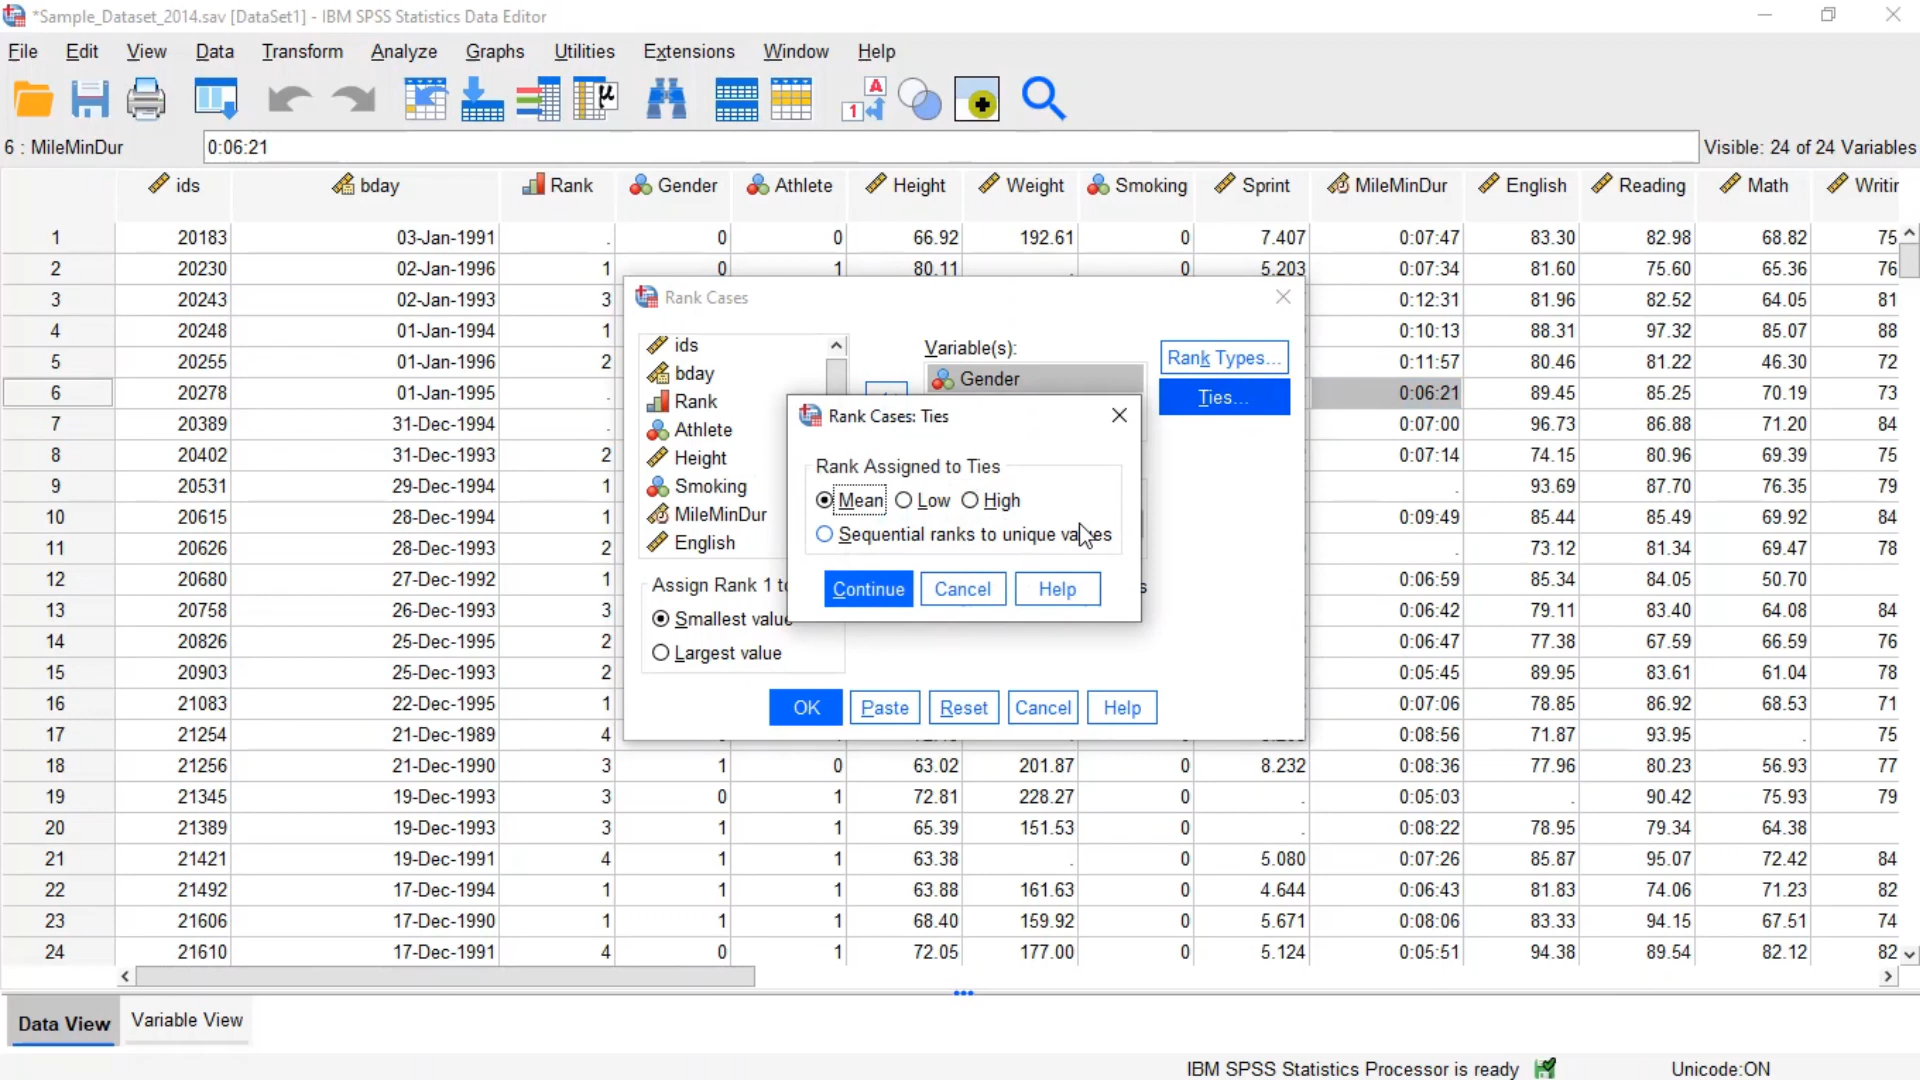 *Sample_Dataset_2014.sav [DataSet1] - IBM SPSS Statistics Data Editor
File Edit View Data Transform Analyze Graphs Utilities Extensions Window Help
6 : MileMinDur 0:06:21 Visible: 24 of 24 Variables
ids bday Rank Gender Athlete Height Weight Smoking Sprint MileMinDur English Reading Math Writin
1 20183 03-Jan-1991 . 0 0 66.92 192.61 0 7.407 0:07:47 83.30 82.98 68.82 75
2 20230 02-Jan-1996 1 0 1 80.11 . 0 5.203 0:07:34 81.60 75.60 65.36 76
3 20243 02-Jan-1993 3 0:12:31 81.96 82.52 64.05 81
4 20248 01-Jan-1994 1 0:10:13 88.31 97.32 85.07 88
5 20255 01-Jan-1996 2 0:11:57 80.46 81.22 46.30 72
6 20278 01-Jan-1995 . 0:06:21 89.45 85.25 70.19 73
7 20389 31-Dec-1994 . 0:07:00 96.73 86.88 71.20 84
8 20402 31-Dec-1993 2 0:07:14 74.15 80.96 69.39 75
9 20531 29-Dec-1994 1 . 93.69 87.70 76.35 79
10 20615 28-Dec-1994 1 0:09:49 85.44 85.49 69.92 84
11 20626 28-Dec-1993 2 . 73.12 81.34 69.47 78
12 20680 27-Dec-1992 1 0:06:59 85.34 84.05 50.70
13 20758 26-Dec-1993 3 0:06:42 79.11 83.40 64.08 84
14 20826 25-Dec-1995 2 0:06:47 77.38 67.59 66.59 76
15 20903 25-Dec-1993 2 0:05:45 89.95 83.61 61.04 78
16 21083 22-Dec-1995 1 0:07:06 78.85 86.92 68.53 71
17 21254 21-Dec-1989 4 0:08:56 71.87 93.95 . 75
18 21256 21-Dec-1990 3 1 0 63.02 201.87 0 8.232 0:08:36 77.96 80.23 56.93 77
19 21345 19-Dec-1993 3 0 1 72.81 228.27 0 . 0:05:03 . 90.42 75.93 79
20 21389 19-Dec-1993 3 1 1 65.39 151.53 0 . 0:08:22 78.95 79.34 64.38
21 21421 19-Dec-1991 4 1 1 63.38 . 0 5.080 0:07:26 85.87 95.07 72.42 84
22 21492 17-Dec-1994 1 1 1 63.88 161.63 0 4.644 0:06:43 81.83 74.06 71.23 82
23 21606 17-Dec-1990 1 1 1 68.40 159.92 0 5.671 0:08:06 83.33 94.15 67.51 74
24 21610 17-Dec-1991 4 0 1 72.05 177.00 0 5.124 0:05:51 94.38 89.54 82.12 82
Rank Cases
ids
bday
Rank
Athlete
Height
Smoking
MileMinDur
English
Variable(s):
Gender
Rank Types...
Ties...
Assign Rank 1 to
Smallest value
Largest value
OK Paste Reset Cancel Help
Rank Cases: Ties
Rank Assigned to Ties
Mean Low High
Sequential ranks to unique values
Continue Cancel Help
Data View Variable View
IBM SPSS Statistics Processor is ready Unicode:ON